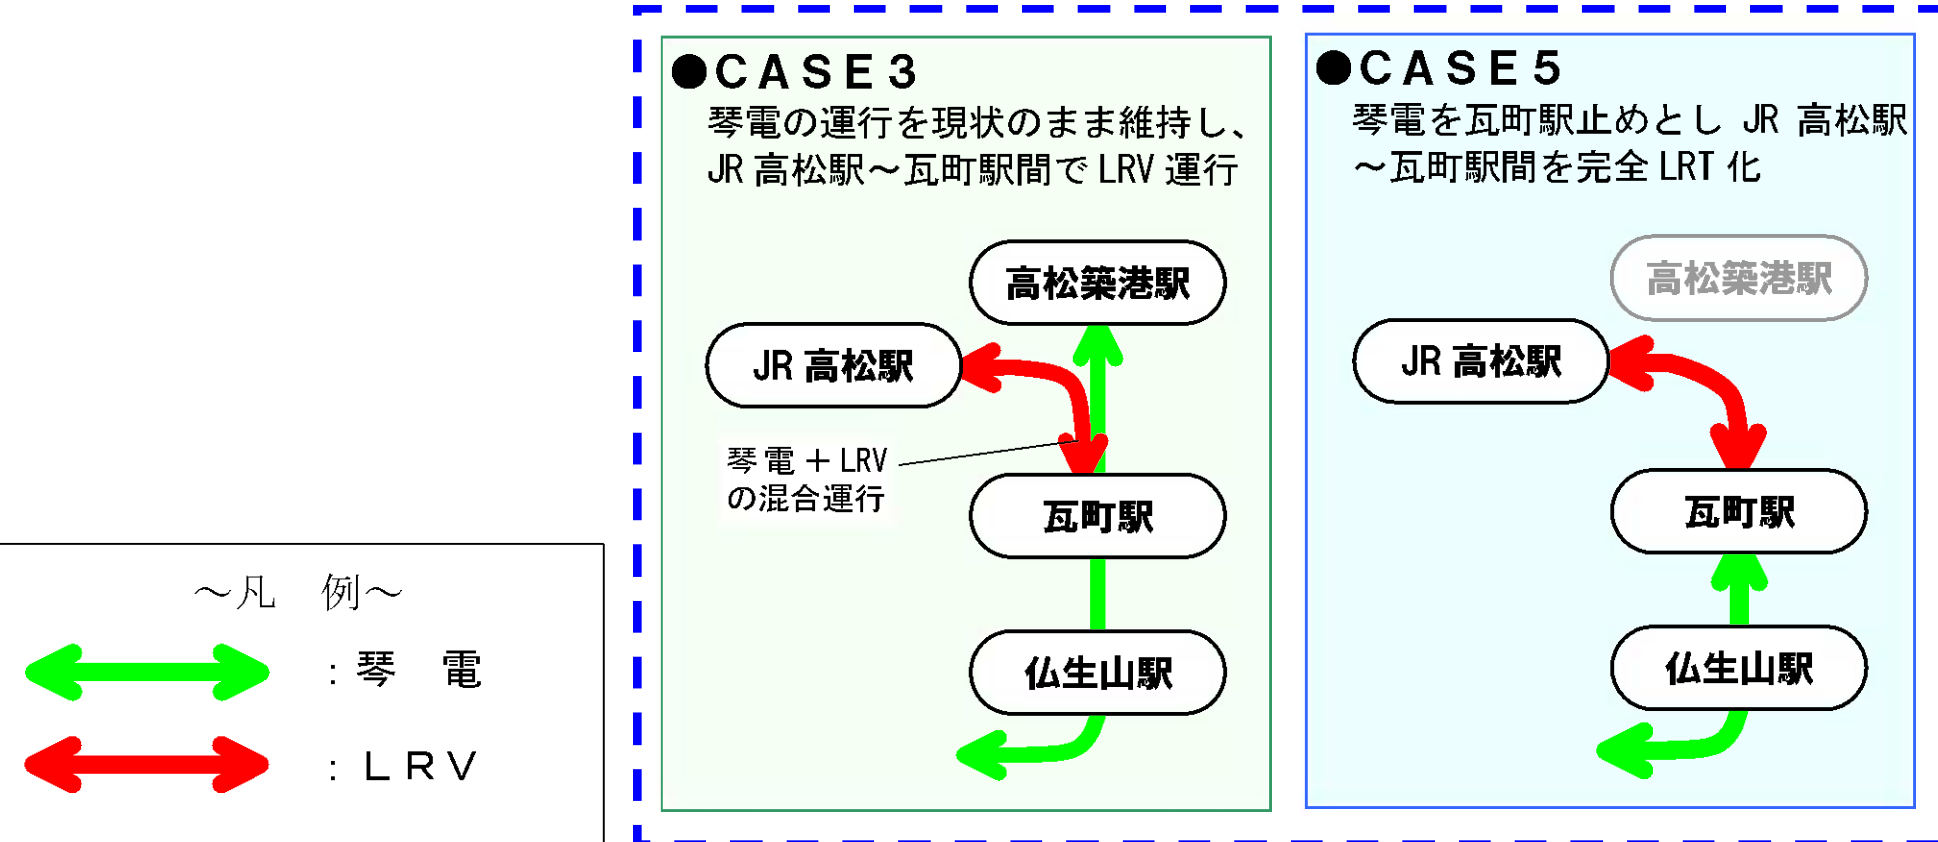 ●CASE3
琴電の運行を現状のまま維持し、
JR高松駅～瓦町駅間でLRV運行
高松築港駅
JR高松駅
琴電＋LRV
の混合運行
瓦町駅
仏生山駅
●CASE5
琴電を瓦町駅止めとし JR 高松駅
～瓦町駅間を完全LRT化
高松築港駅
JR高松駅
瓦町駅
仏生山駅
～凡　例～
：琴　電
：LRV